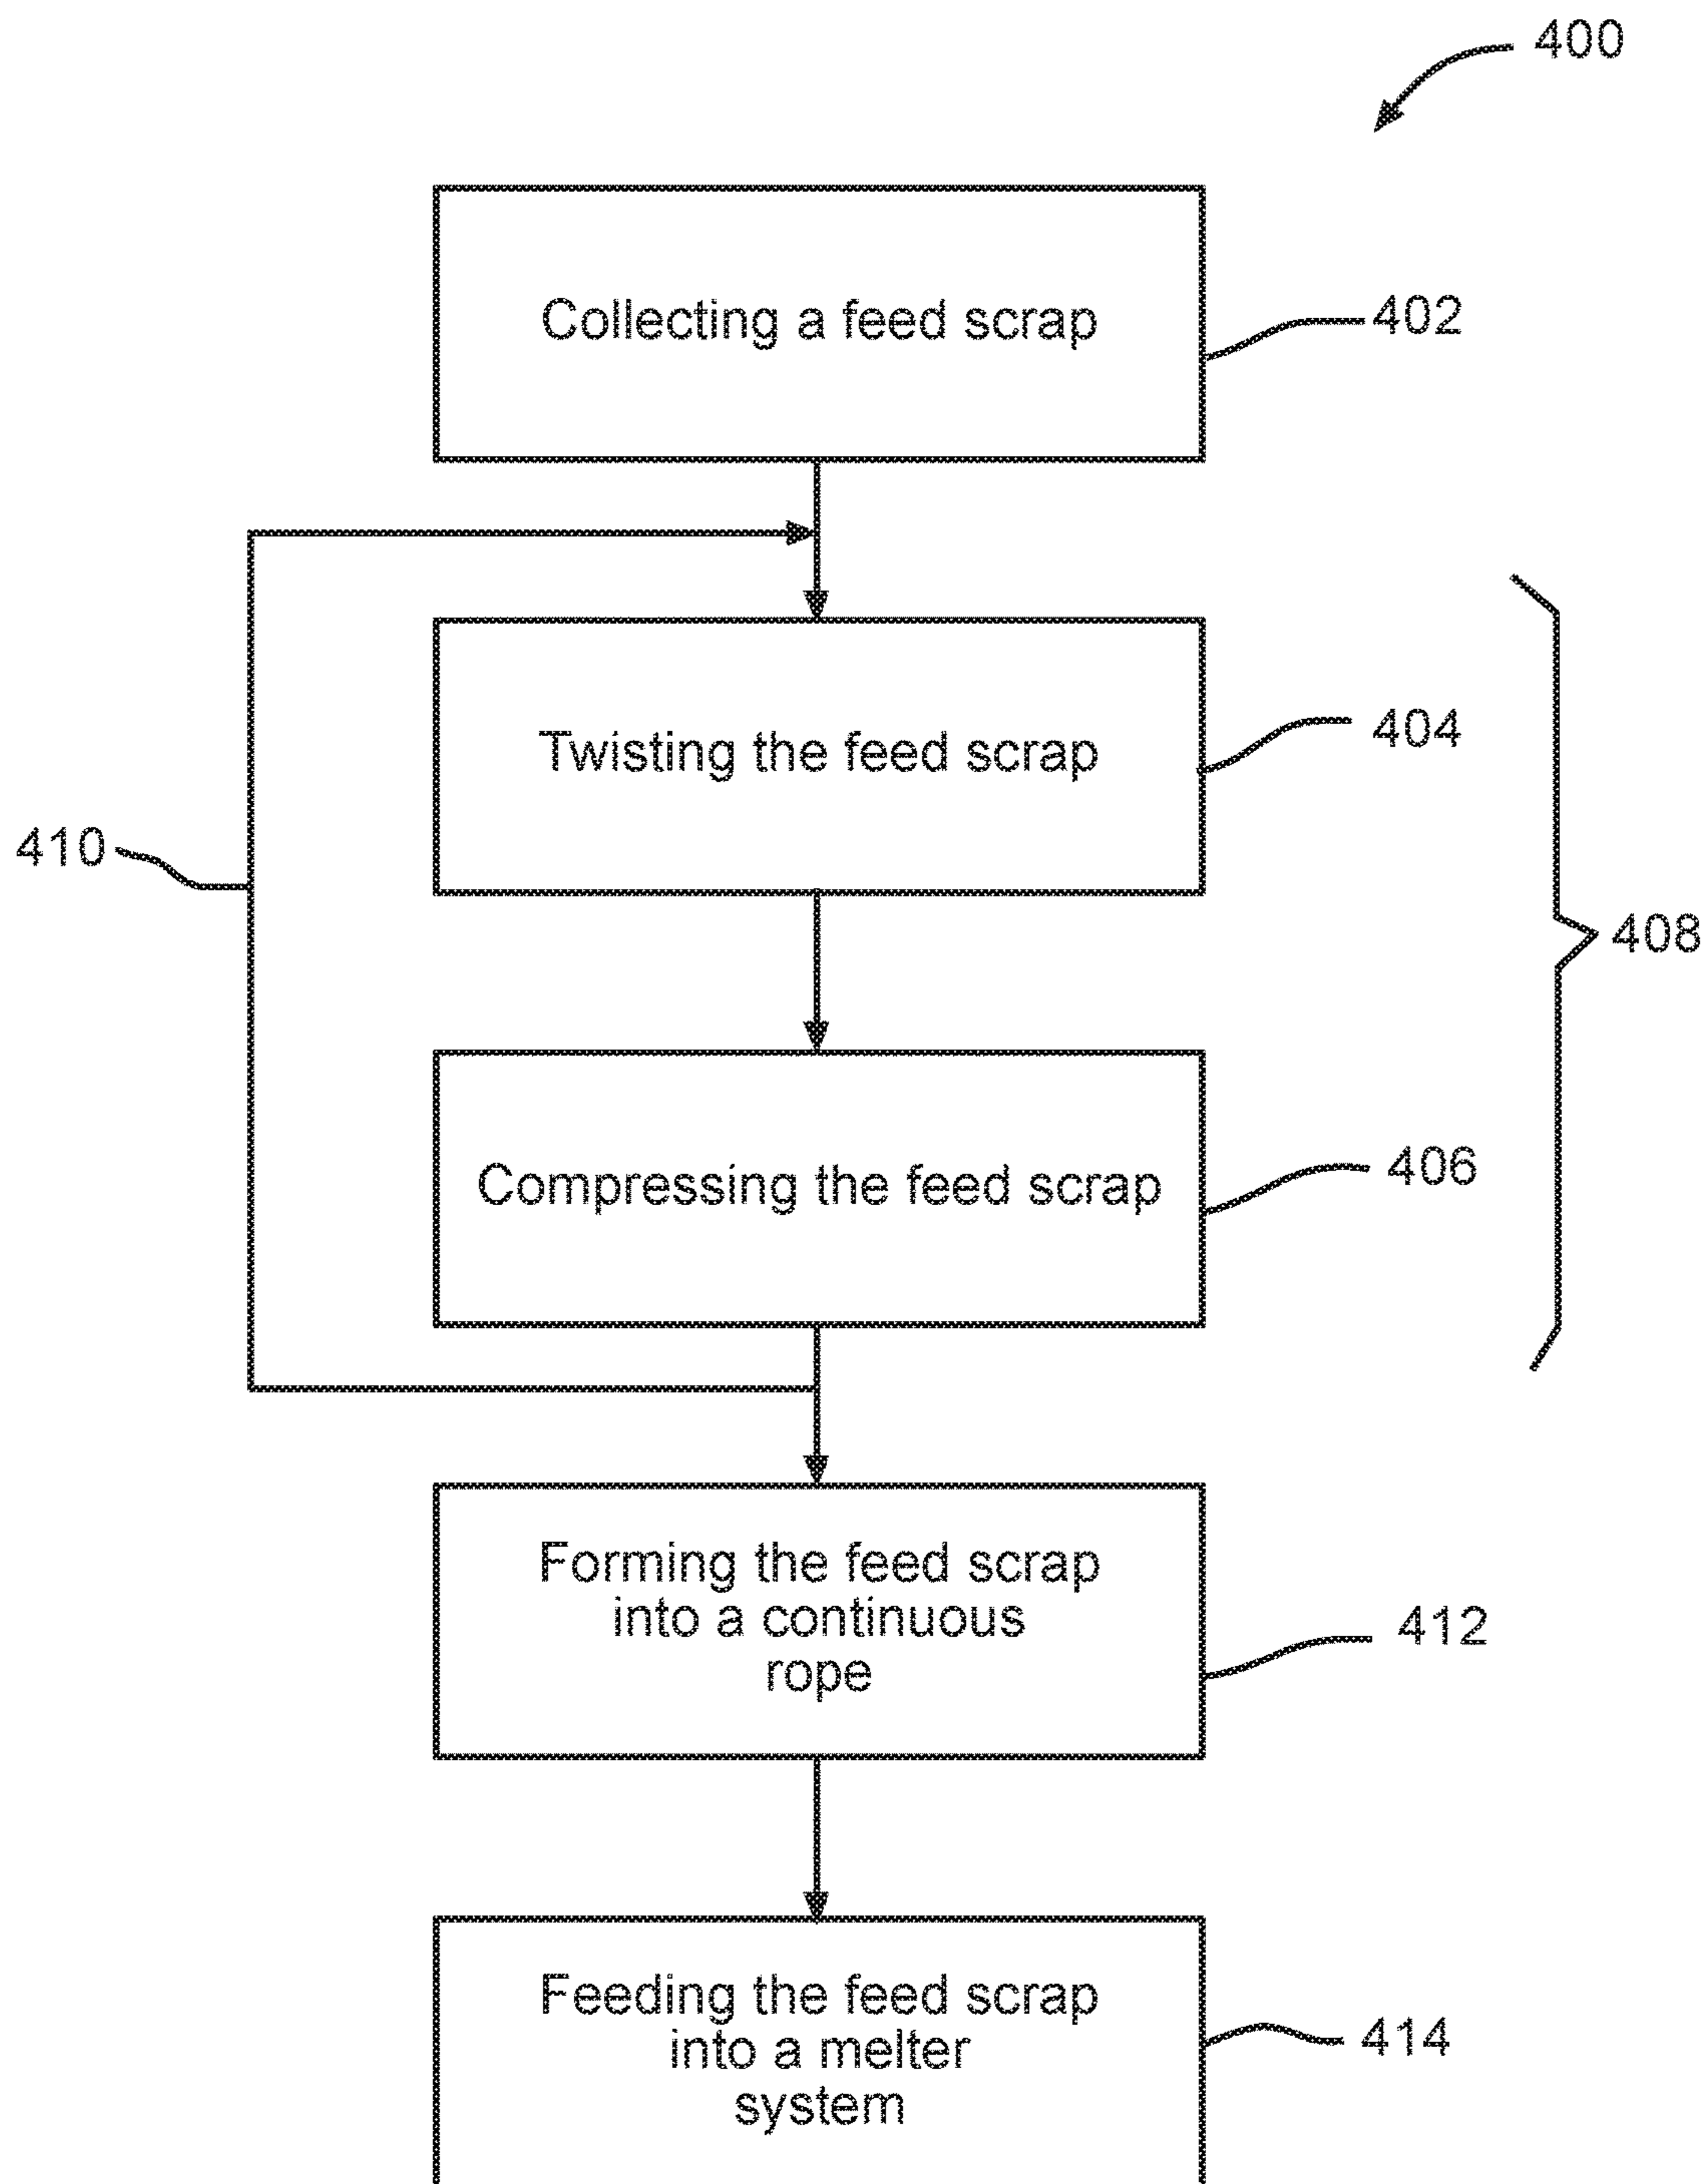 400
Collecting a feed scrap
402
Twisting the feed scrap
404
410
408
Compressing the feed scrap
406
Forming the feed scrap
into a continuous
rope
412
Feeding the feed scrap
into a melter
system
414